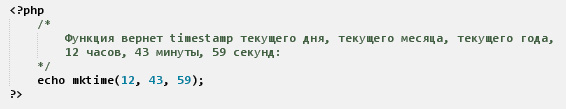 <?php
/*
Функция вернет timestamp текущего дня, текущего месяца, текущего года,
12 часов, 43 минуты, 59 секунд:
*/
echo mktime(12, 43, 59);
?>